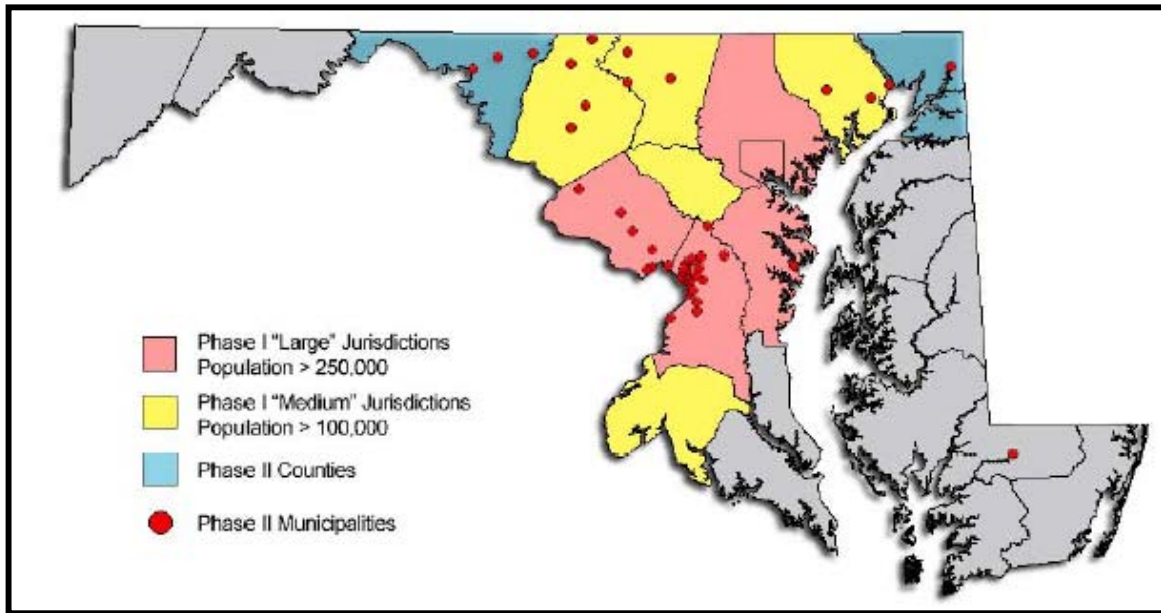 Phase I "Large" Jurisdictions
Population > 250,000
Phase I "Medium" Jurisdictions
Population > 100,000
Phase II Counties
Phase II Municipalities